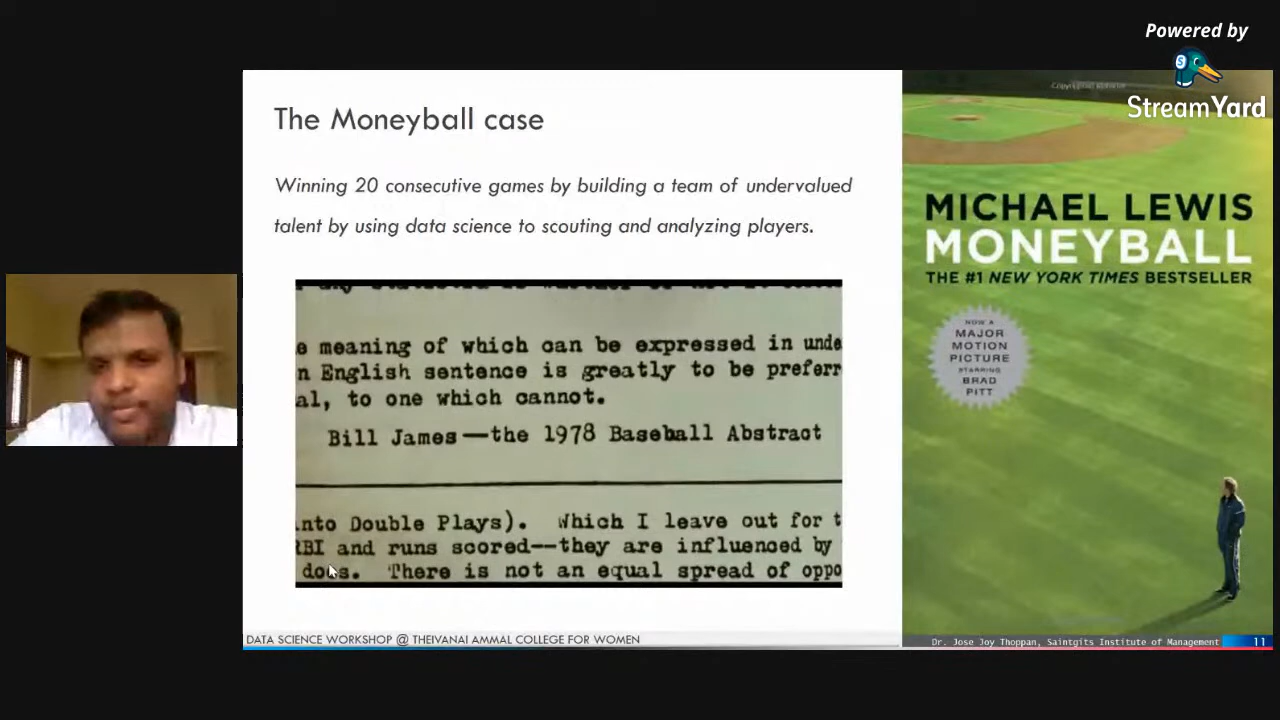 Powered by
StreamYard
The Moneyball case
Winning 20 consecutive games by building a team of undervalued
talent by using data science to scouting and analyzing players.
e meaning of which can be expressed in unde
n English sentence is greatly to be preferr
al, to one which cannot.
Bill James—the 1978 Baseball Abstract
into Double Plays). Which I leave out for t
RBI and runs scored--they are influenced by
does. There is not an equal spread of oppo
MICHAEL LEWIS
MONEYBALL
THE #1 NEW YORK TIMES BESTSELLER
NOW A
MAJOR
MOTION
PICTURE
STARRING
BRAD
PITT
DATA SCIENCE WORKSHOP @ THEIVANAI AMMAL COLLEGE FOR WOMEN
Dr. Jose Joy Thoppan, Saintgits Institute of Management
11